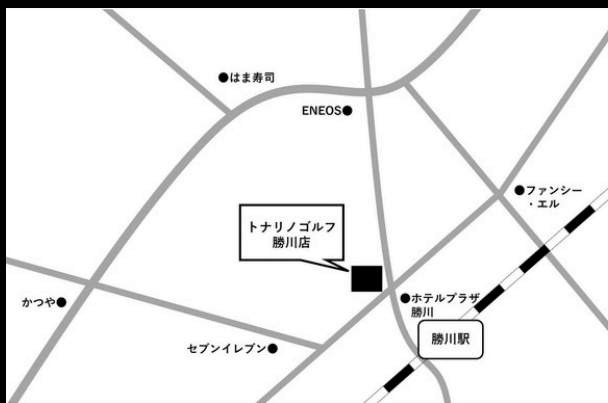 はま寿司
ENEOS
ファンシー
・エル
トナリノゴルフ
勝川店
かつや
ホテルプラザ
勝川
勝川駅
セブンイレブン